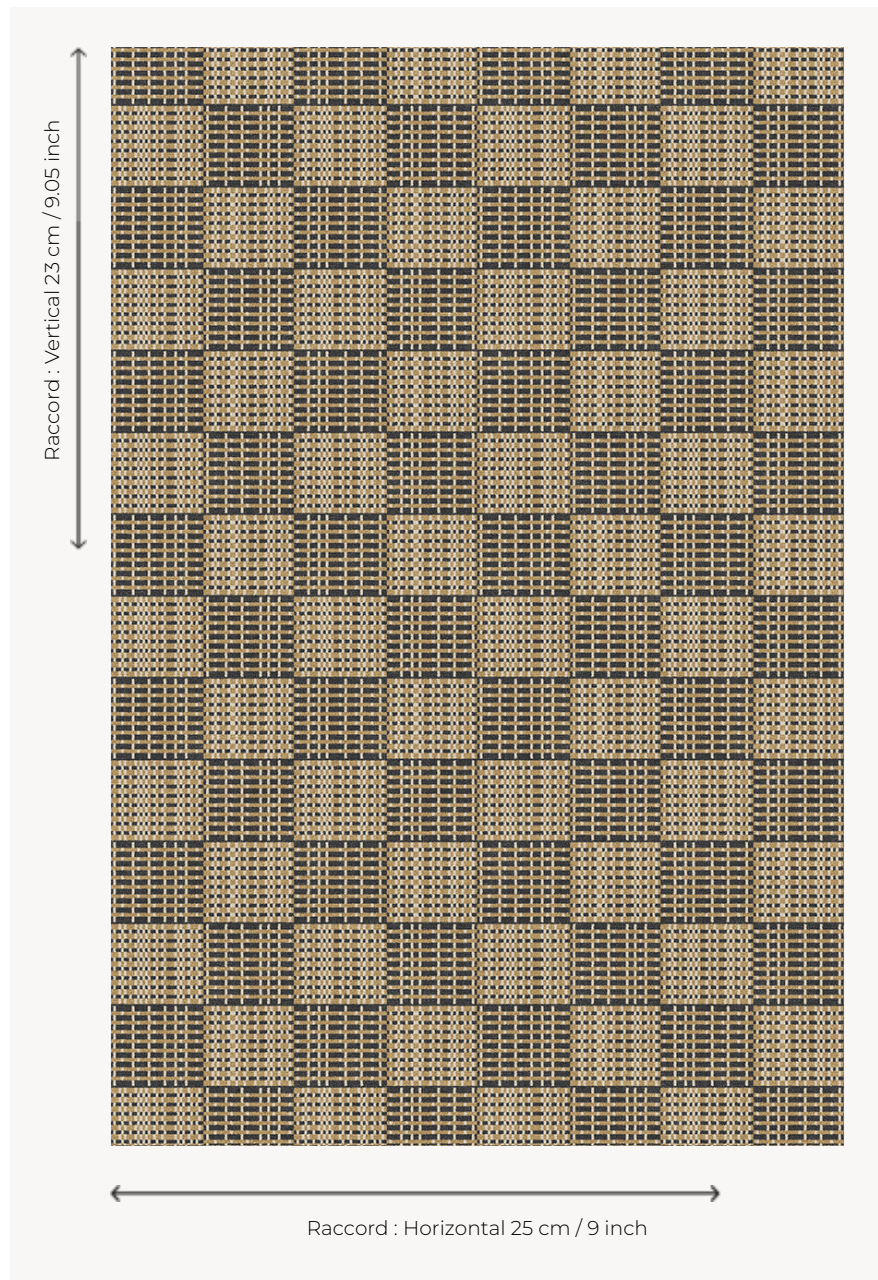 Raccord : Vertical 23 cm / 9.05 inch
Raccord : Horizontal 25 cm / 9 inch